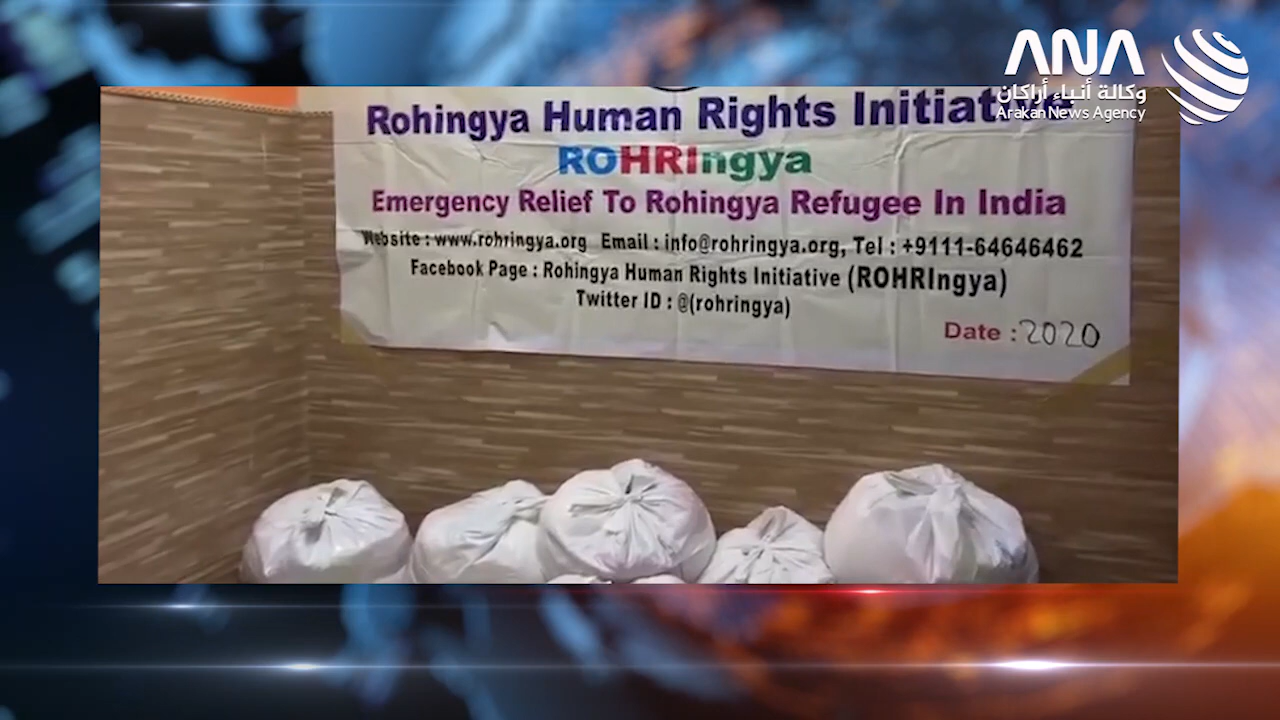 ANA
وكالة أنباء أراكان
Arakan News Agency
Rohingya Human Rights Initiative
ROHRIngya
Emergency Relief To Rohingya Refugee In India
Website : www.rohringya.org Email : info@rohringya.org, Tel : +9111-64646462
Facebook Page : Rohingya Human Rights Initiative (ROHRIngya)
Twitter ID : @(rohringya)
Date : 2020